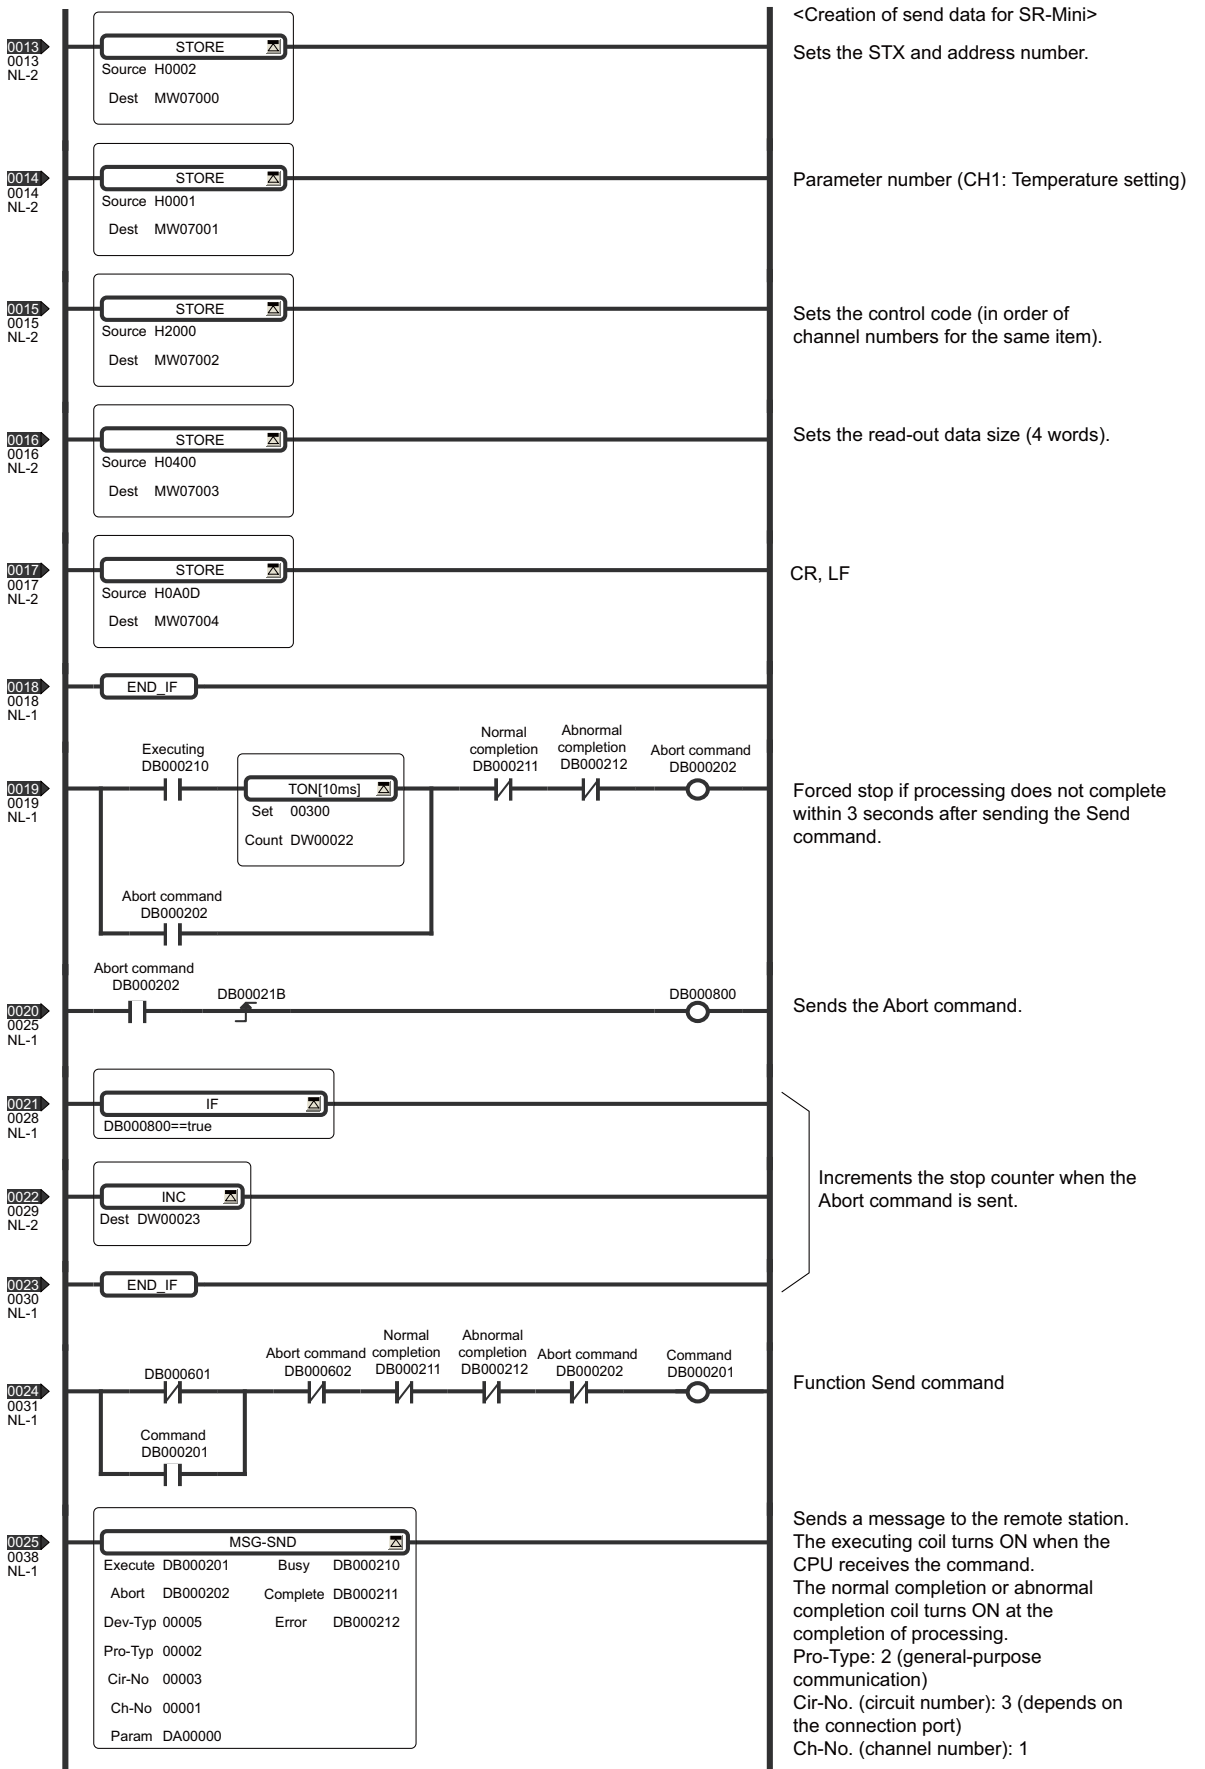 <Creation of send data for SR-Mini>
0013
0013
NL-2
STORE
Source H0002
Dest MW07000
Sets the STX and address number.
0014
0014
NL-2
STORE
Source H0001
Dest MW07001
Parameter number (CH1: Temperature setting)
0015
0015
NL-2
STORE
Source H2000
Dest MW07002
Sets the control code (in order of
channel numbers for the same item).
0016
0016
NL-2
STORE
Source H0400
Dest MW07003
Sets the read-out data size (4 words).
0017
0017
NL-2
STORE
Source H0A0D
Dest MW07004
CR, LF
0018
0018
NL-1
END_IF
0019
0019
NL-1
Executing
DB000210
TON[10ms]
Set 00300
Count DW00022
Normal
completion
DB000211
Abnormal
completion
DB000212
Abort command
DB000202
Abort command
DB000202
Forced stop if processing does not complete
within 3 seconds after sending the Send
command.
0020
0025
NL-1
Abort command
DB000202
DB00021B
DB000800
Sends the Abort command.
0021
0028
NL-1
IF
DB000800==true
0022
0029
NL-2
INC
Dest DW00023
Increments the stop counter when the
Abort command is sent.
0023
0030
NL-1
END_IF
0024
0031
NL-1
DB000601
Abort command
DB000602
Normal
completion
DB000211
Abnormal
completion
DB000212
Abort command
DB000202
Command
DB000201
Command
DB000201
Function Send command
0025
0038
NL-1
MSG-SND
Execute DB000201 Busy DB000210
Abort DB000202 Complete DB000211
Dev-Typ 00005 Error DB000212
Pro-Typ 00002
Cir-No 00003
Ch-No 00001
Param DA00000
Sends a message to the remote station.
The executing coil turns ON when the
CPU receives the command.
The normal completion or abnormal
completion coil turns ON at the
completion of processing.
Pro-Type: 2 (general-purpose
communication)
Cir-No. (circuit number): 3 (depends on
the connection port)
Ch-No. (channel number): 1